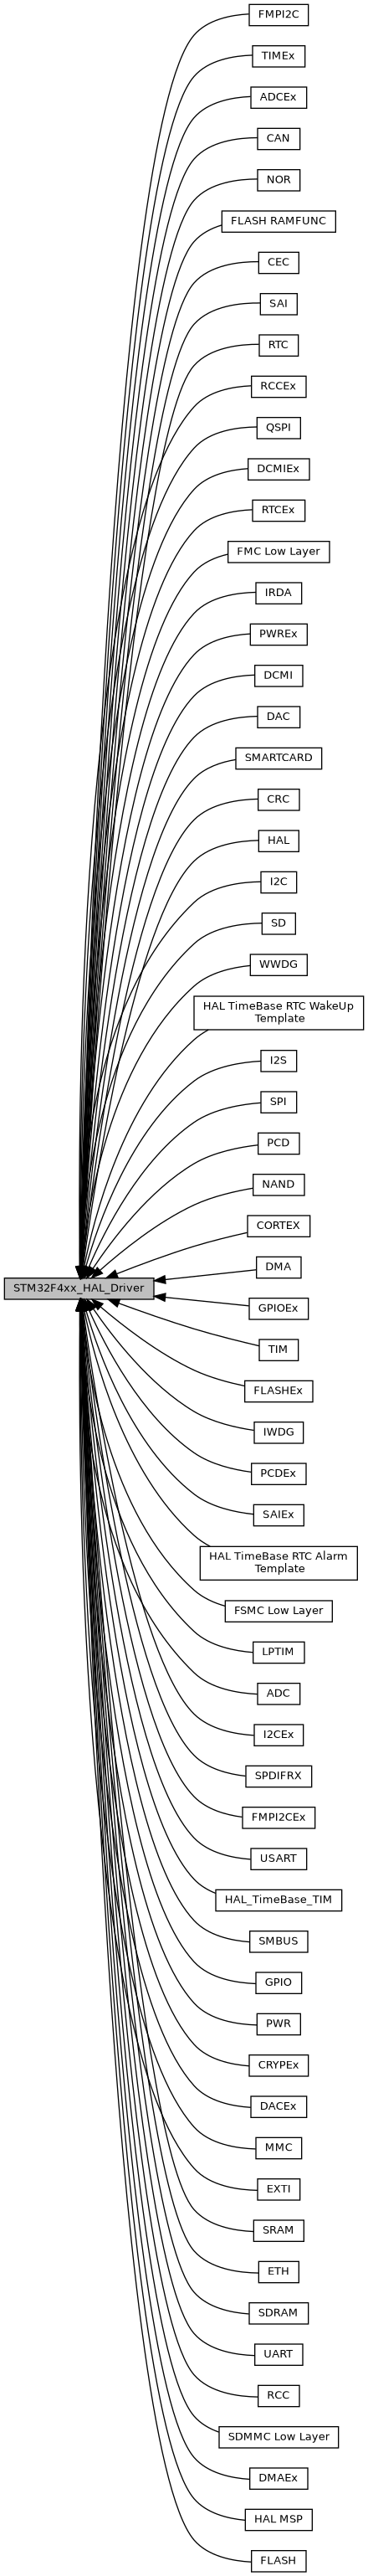 FMPI2C
TIMEx
ADCEx
CAN
NOR
FLASH RAMFUNC
CEC
SAI
RTC
RCCEx
QSPI
DCMIEx
RTCEx
FMC Low Layer
IRDA
PWREx
DCMI
DAC
SMARTCARD
CRC
HAL
I2C
SD
WWDG
HAL TimeBase RTC WakeUp
Template
I2S
SPI
PCD
NAND
CORTEX
DMA
STM32F4xx_HAL_Driver
GPIOEx
TIM
FLASHEx
IWDG
PCDEx
SAIEx
HAL TimeBase RTC Alarm
Template
FSMC Low Layer
LPTIM
ADC
I2CEx
SPDIFRX
FMPI2CEx
USART
HAL_TimeBase_TIM
SMBUS
GPIO
PWR
CRYPEx
DACEx
MMC
EXTI
SRAM
ETH
SDRAM
UART
RCC
SDMMC Low Layer
DMAEx
HAL MSP
FLASH